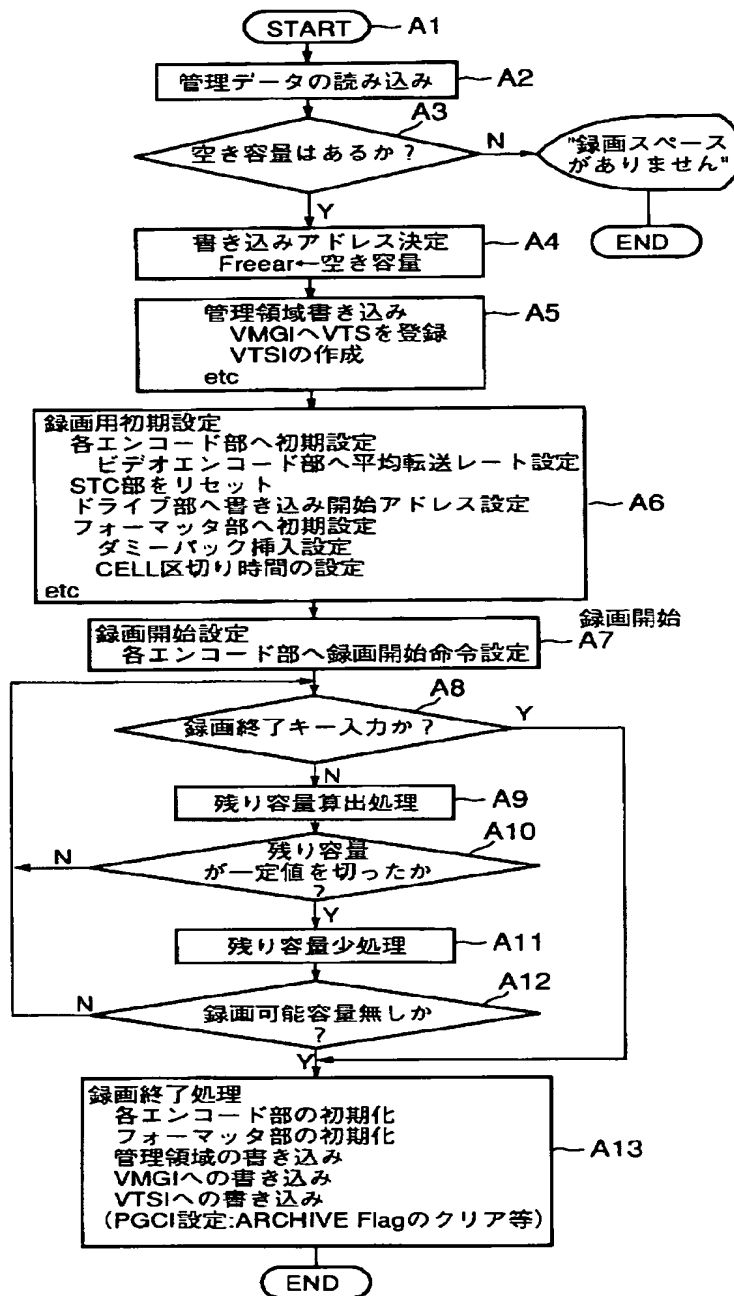 START
A1
管理データの読み込み
A2
A3
空き容量はあるか？
N
"録画スペース
がありません"
END
Y
書き込みアドレス決定
Freear←空き容量
A4
管理領域書き込み
VMGIへVTSを登録
VTSIの作成
etc
A5
録画用初期設定
各エンコード部へ初期設定
ビデオエンコード部へ平均転送レート設定
STC部をリセット
ドライブ部へ書き込み開始アドレス設定
フォーマッタ部へ初期設定
ダミーパック挿入設定
CELL区切り時間の設定
etc
A6
録画開始
録画開始設定
各エンコード部へ録画開始命令設定
A7
A8
録画終了キー入力か？
Y
N
残り容量算出処理
A9
A10
残り容量
が一定値を切ったか
？
N
Y
残り容量少処理
A11
A12
録画可能容量無しか
？
N
Y
録画終了処理
各エンコード部の初期化
フォーマッタ部の初期化
管理領域の書き込み
VMGIへの書き込み
VTSIへの書き込み
（PGCI設定:ARCHIVE Flagのクリア等）
A13
END